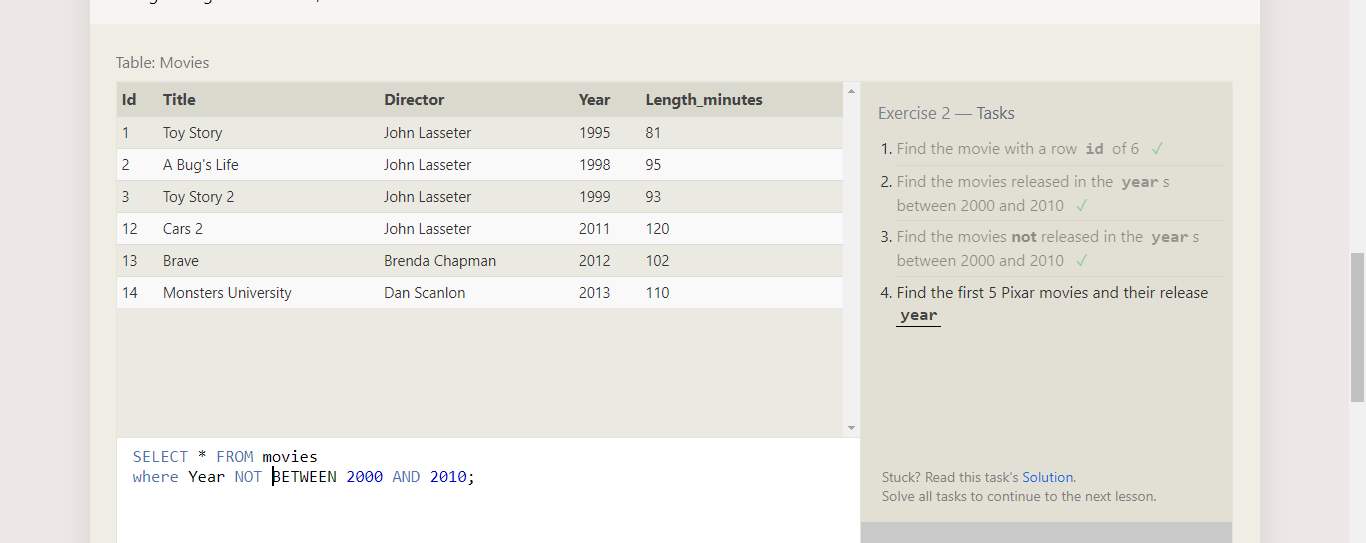 Table: Movies
Id Title Director Year Length_minutes
1 Toy Story John Lasseter 1995 81
2 A Bug's Life John Lasseter 1998 95
3 Toy Story 2 John Lasseter 1999 93
12 Cars 2 John Lasseter 2011 120
13 Brave Brenda Chapman 2012 102
14 Monsters University Dan Scanlon 2013 110
SELECT * FROM movies
where Year NOT BETWEEN 2000 AND 2010;
Exercise 2 — Tasks
1. Find the movie with a row id of 6 ✓
2. Find the movies released in the year s
between 2000 and 2010 ✓
3. Find the movies not released in the year s
between 2000 and 2010 ✓
4. Find the first 5 Pixar movies and their release
year
Stuck? Read this task's Solution.
Solve all tasks to continue to the next lesson.